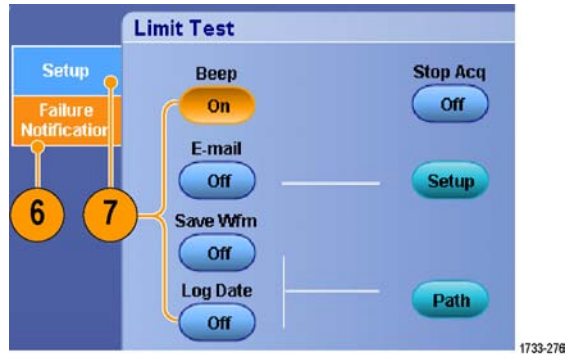 Limit Test
Setup
Failure
Notification
Beep
On
Stop Acq
Off
E-mail
Off
Setup
Save Wfm
Off
Log Date
Off
Path
6
7
1733-276